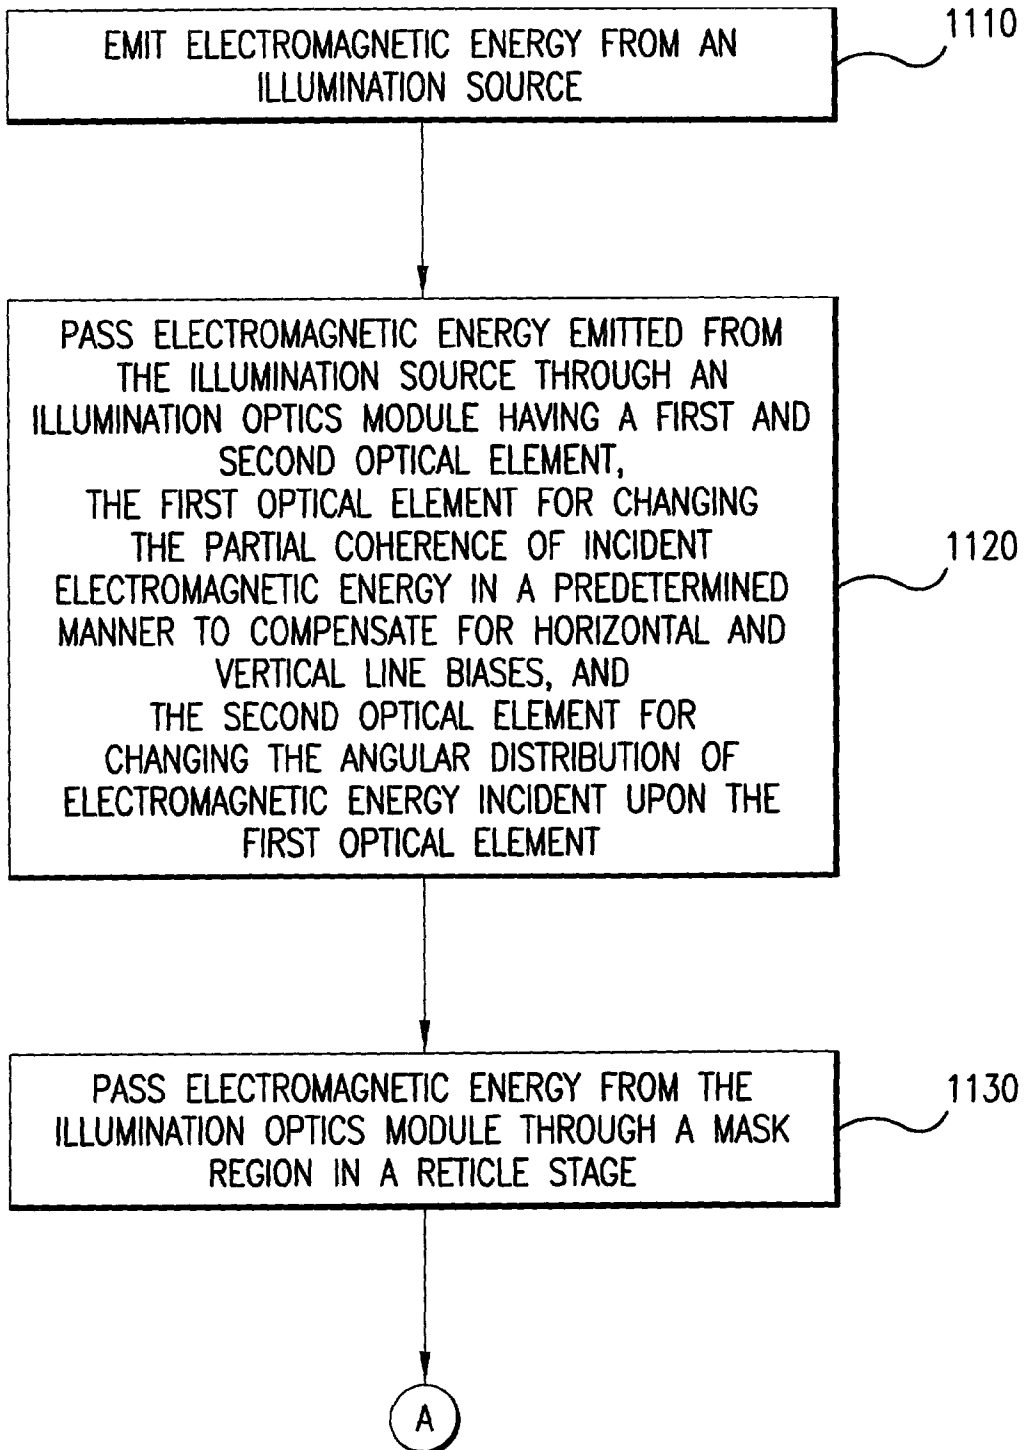 EMIT ELECTROMAGNETIC ENERGY FROM AN
ILLUMINATION SOURCE
1110
PASS ELECTROMAGNETIC ENERGY EMITTED FROM
THE ILLUMINATION SOURCE THROUGH AN
ILLUMINATION OPTICS MODULE HAVING A FIRST AND
SECOND OPTICAL ELEMENT,
THE FIRST OPTICAL ELEMENT FOR CHANGING
THE PARTIAL COHERENCE OF INCIDENT
ELECTROMAGNETIC ENERGY IN A PREDETERMINED
MANNER TO COMPENSATE FOR HORIZONTAL AND
VERTICAL LINE BIASES, AND
THE SECOND OPTICAL ELEMENT FOR
CHANGING THE ANGULAR DISTRIBUTION OF
ELECTROMAGNETIC ENERGY INCIDENT UPON THE
FIRST OPTICAL ELEMENT
1120
PASS ELECTROMAGNETIC ENERGY FROM THE
ILLUMINATION OPTICS MODULE THROUGH A MASK
REGION IN A RETICLE STAGE
1130
A